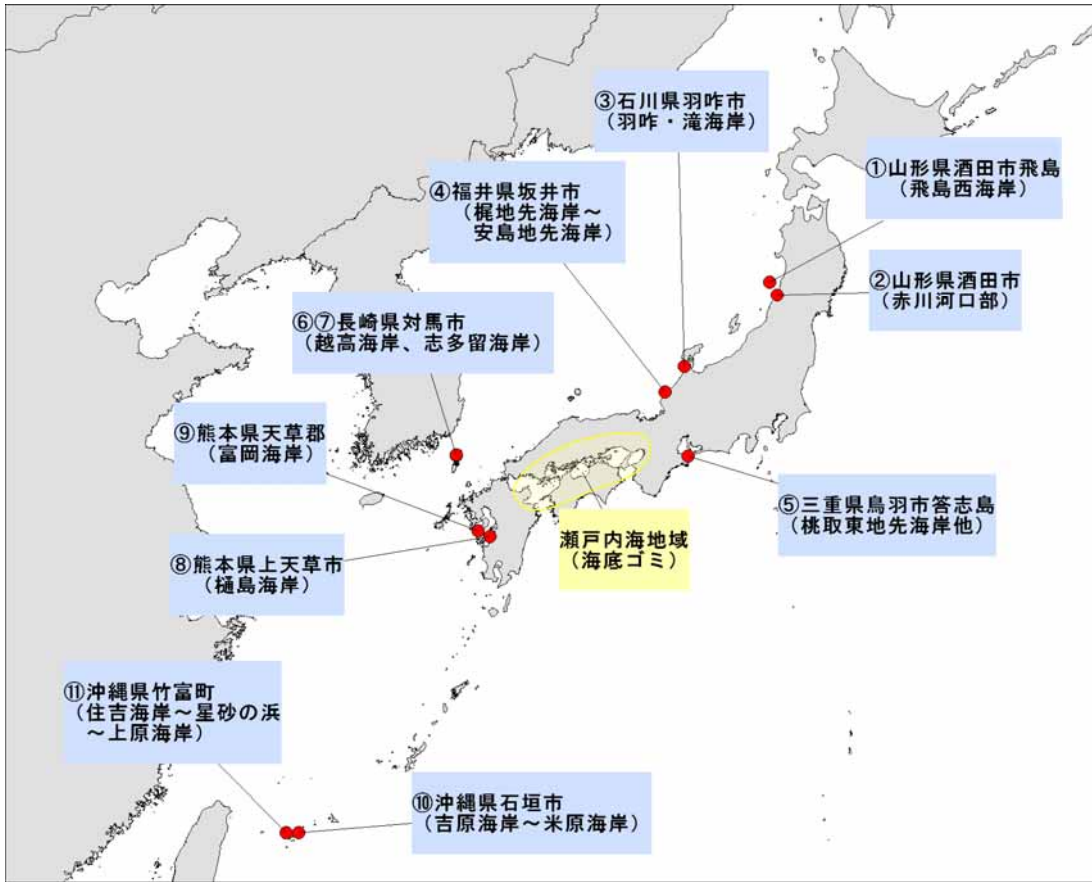 ③石川県羽咋市
（羽咋・滝海岸）
①山形県酒田市飛島
（飛島西海岸）
④福井県坂井市
（梶地先海岸～
安島地先海岸）
②山形県酒田市
（赤川河口部）
⑥⑦長崎県対馬市
（越高海岸、志多留海岸）
⑨熊本県天草郡
（富岡海岸）
⑤三重県鳥羽市答志島
（桃取東地先海岸他）
瀬戸内海地域
（海底ゴミ）
⑧熊本県上天草市
（樋島海岸）
⑪沖縄県竹富町
（住吉海岸～星砂の浜
～上原海岸）
⑩沖縄県石垣市
（吉原海岸～米原海岸）